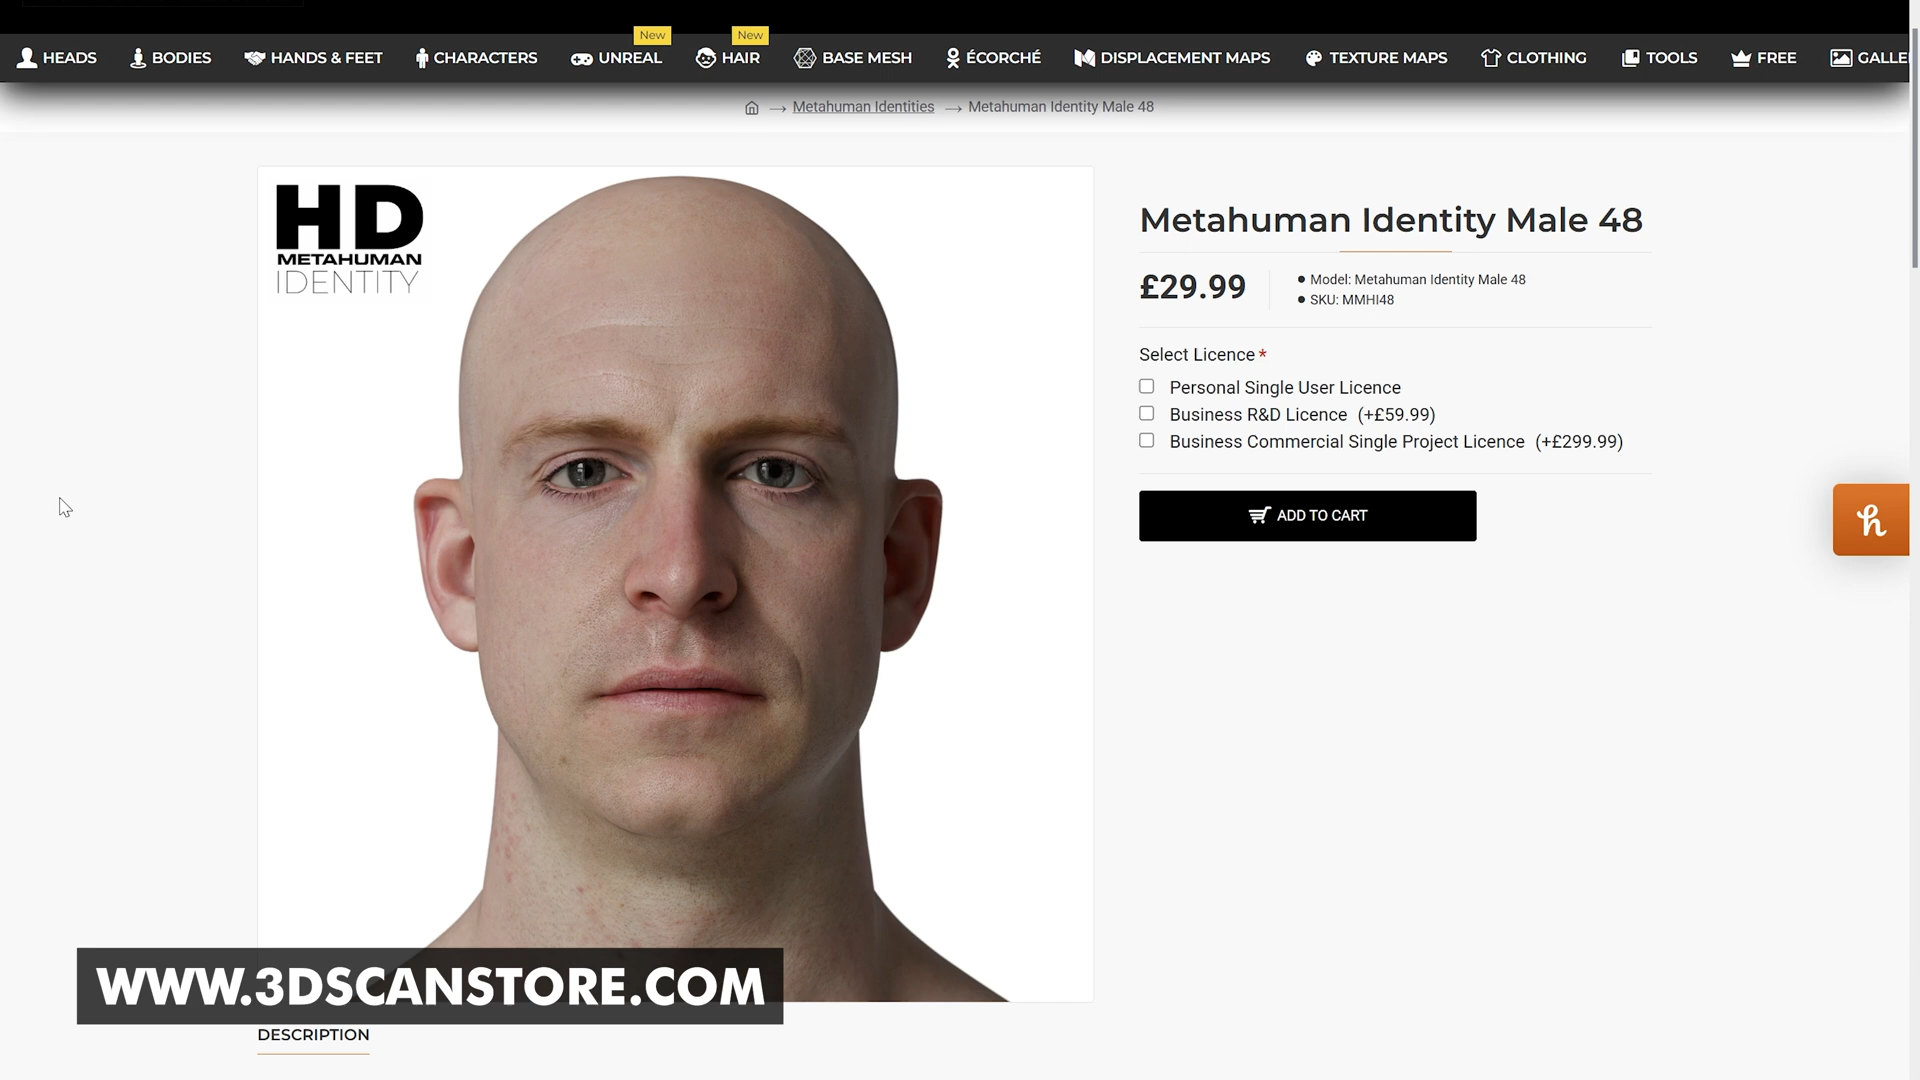 New
New
HEADS
BODIES
HANDS & FEET
CHARACTERS
UNREAL
HAIR
BASE MESH
ÉCORCHÉ
DISPLACEMENT MAPS
TEXTURE MAPS
CLOTHING
TOOLS
FREE
GALLE
Metahuman Identities
Metahuman Identity Male 48
HD
METAHUMAN
IDENTITY
Metahuman Identity Male 48
£29.99
Model: Metahuman Identity Male 48
SKU: MMHI48
Select Licence *
Personal Single User Licence
Business R&D Licence (+£59.99)
Business Commercial Single Project Licence (+£299.99)
ADD TO CART
h
WWW.3DSCANSTORE.COM
DESCRIPTION